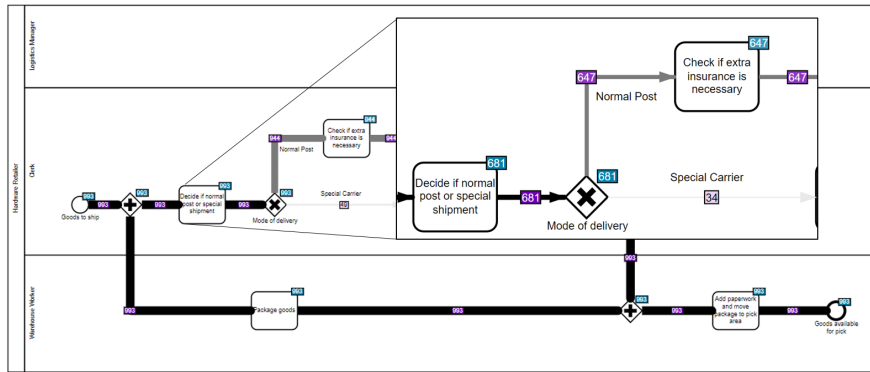 Hardware Retailer
Logistics Manager
Clerk
Warehouse Worker
993
Goods to ship
993
993
993
993
Decide if normal
post or special
shipment
993
993
993
Mode of delivery
944
Normal Post
944
Check if extra
insurance is
necessary
944
Special Carrier
49
681
Decide if normal
post or special
shipment
681
681
Mode of delivery
647
Normal Post
647
Check if extra
insurance is
necessary
647
Special Carrier
34
993
993
993
Package goods
993
993
993
993
Add paperwork
and move
package to pick
area
993
993
Goods available
for pick